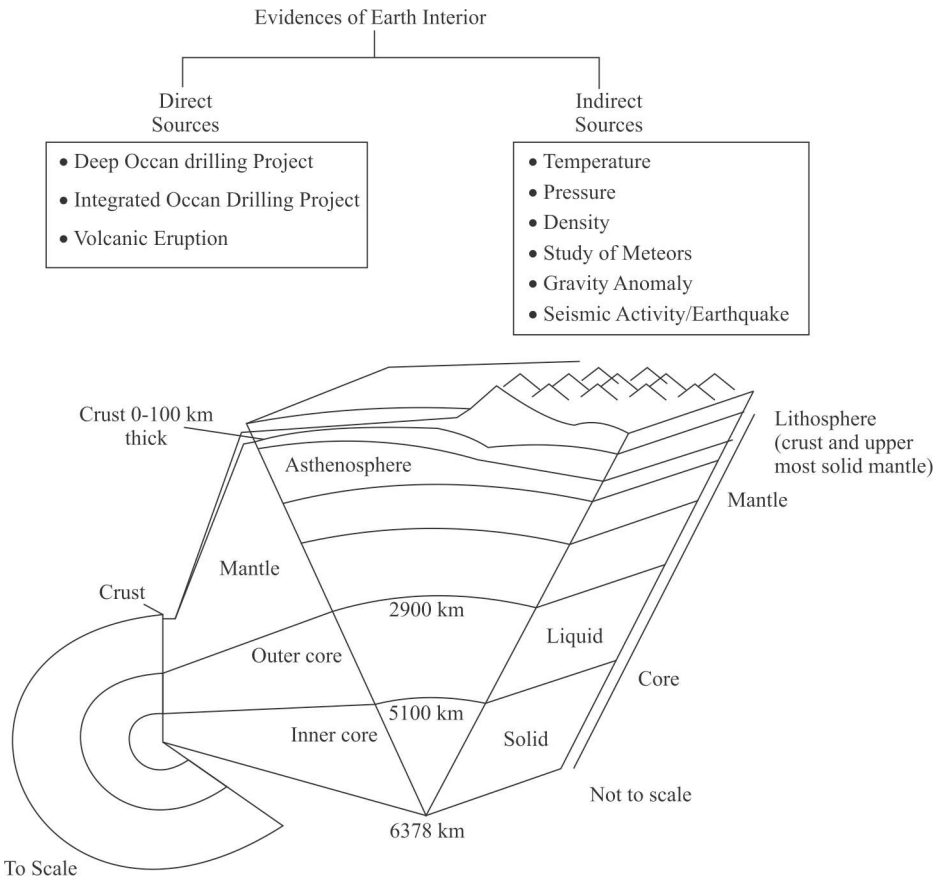 Evidences of Earth Interior
Direct
Sources
• Deep Occan drilling Project
• Integrated Occan Drilling Project
• Volcanic Eruption
Indirect
Sources
• Temperature
• Pressure
• Density
• Study of Meteors
• Gravity Anomaly
• Seismic Activity/Earthquake
Crust 0-100 km
thick
Asthenosphere
Lithosphere
(crust and upper
most solid mantle)
Mantle
Mantle
Crust
2900 km
Liquid
Outer core
Core
5100 km
Inner core
Solid
Not to scale
6378 km
To Scale